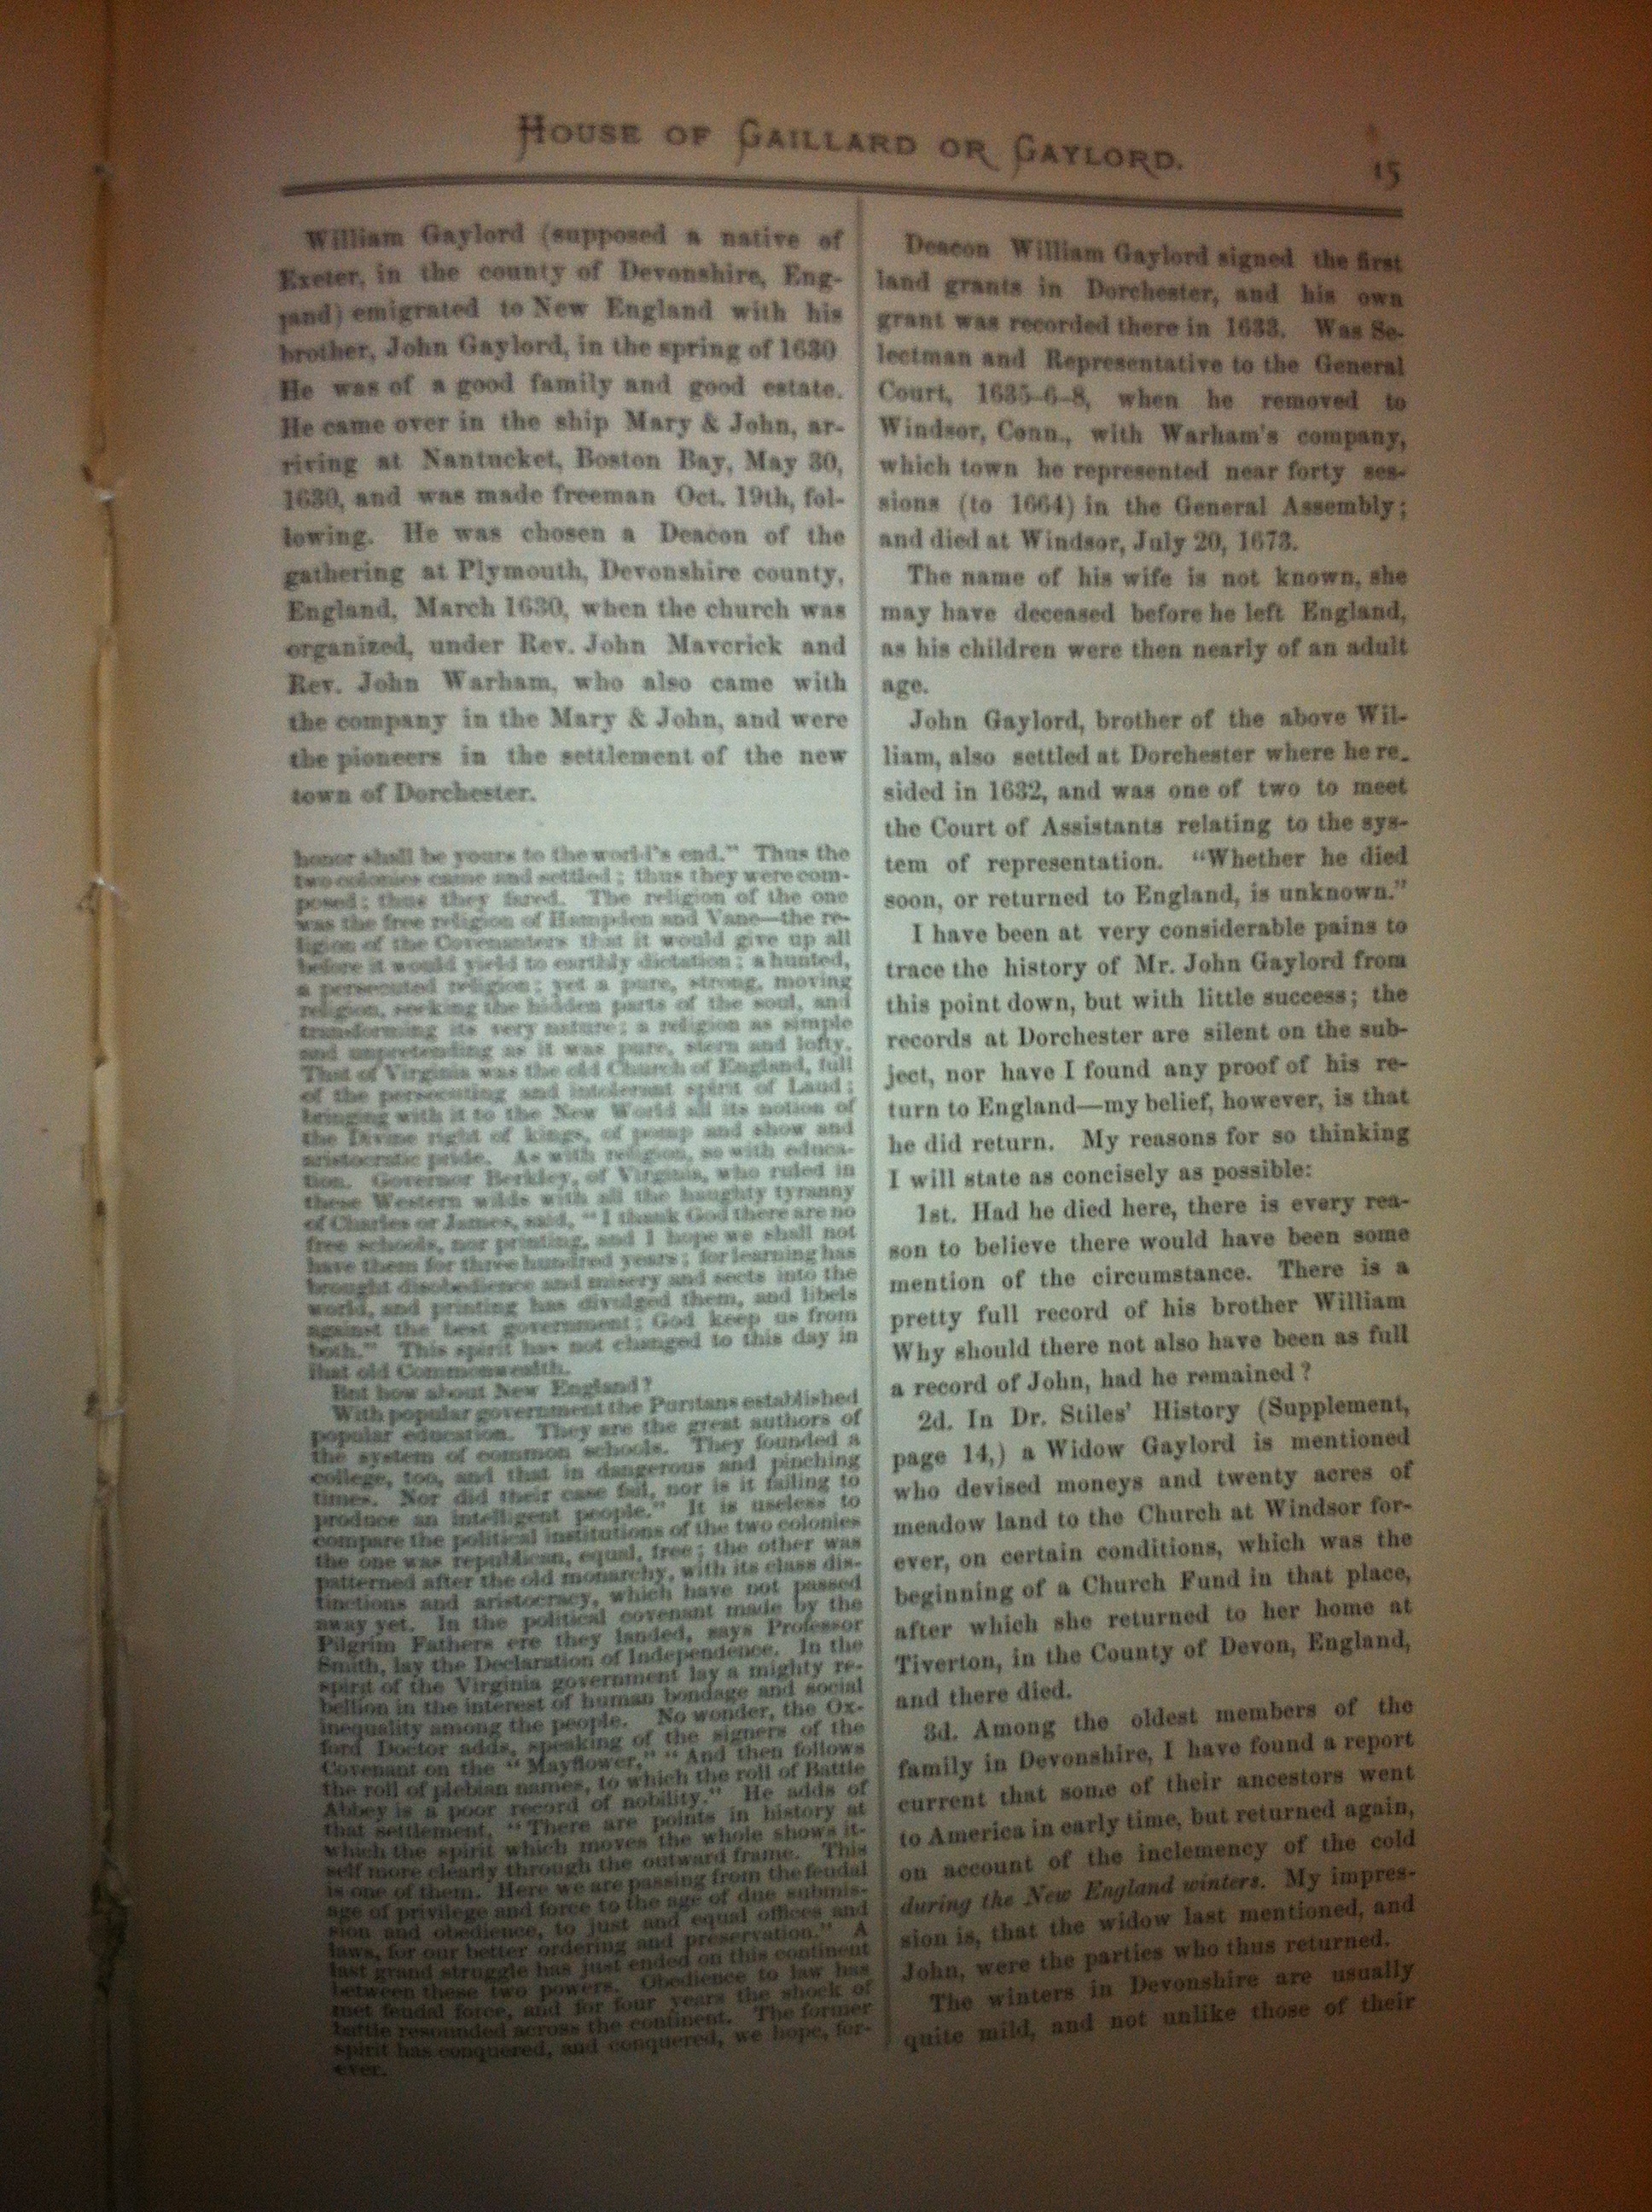 HOUSE OF GAILLARD OR GAYLORD.
15
William Gaylord (supposed a native of
Exeter, in the county of Devonshire, Eng-
land) emigrated to New England with his
brother, John Gaylord, in the spring of 1630
He was of a good family and good estate.
He came over in the ship Mary & John, ar-
riving at Nantucket, Boston Bay, May 30,
1630, and was made freeman Oct. 19th, fol-
lowing. He was chosen a Deacon of the
gathering at Plymouth, Devonshire county,
England, March 1630, when the church was
organized, under Rev. John Maverick and
Rev. John Warham, who also came with
the company in the Mary & John, and were
the pioneers in the settlement of the new
town of Dorchester.
honor shall be yours to the world's end." Thus the
two colonies came and settled; thus they were com-
posed; thus they fared. The religion of the one
was the free religion of Hampden and Vane—the re-
ligion of the Covenanters that it would give up all
before it would yield to earthly dictation; a hunted,
a persecuted religion; yet a pure, strong, moving
religion, seeking the hidden parts of the soul, and
transforming its very nature; a religion as simple
and unpretending as it was pure, stern and lofty.
That of Virginia was the old Church of England, full
of the persecuting and intolerant spirit of Laud;
bringing with it to the New World all its notion of
the Divine right of kings, of pomp and show and
aristocratic pride. As with religion, so with educa-
tion. Governor Berkley, of Virginia, who ruled in
these Western wilds with all the haughty tyranny
of Charles or James, said, "I thank God there are no
free schools, nor printing, and I hope we shall not
have them for three hundred years; for learning has
brought disobedience and misery and sects into the
world, and printing has divulged them, and libels
against the best government; God keep us from
both." This spirit has not changed to this day in
that old Commonwealth.
But how about New England?
With popular government the Puritans established
popular education. They are the great authors of
the system of common schools. They founded a
college, too, and that in dangerous and pinching
times. Nor did their care fail, nor is it failing to
produce an intelligent people." It is useless to
compare the political institutions of the two colonies
the one was republican, equal, free; the other was
patterned after the old monarchy, with its class dis-
tinctions and aristocracy, which have not passed
away yet. In the political covenant made by the
Pilgrim Fathers ere they landed, says Professor
Smith, lay the Declaration of Independence. In the
spirit of the Virginia government lay a mighty re-
bellion in the interest of human bondage and social
inequality among the people. No wonder, the Ox-
ford Doctor adds, speaking of the signers of the
Covenant on the "Mayflower," "And then follows
the roll of plebian names, to which the roll of Battle
Abbey is a poor record of nobility." He adds of
that settlement, "There are points in history at
which the spirit which moves the whole shows it-
self more clearly through the outward frame. This
is one of them. Here we are passing from the feudal
age of privilege and force to the age of due submis-
sion and obedience, to just and equal offices and
laws, for our better ordering and preservation." A
last grand struggle has just ended on this continent
between these two powers. Obedience to law has
met feudal force, and for four years the shock of
battle resounded across the continent. The former
spirit has conquered, and conquered, we hope, for-
ever.
Deacon William Gaylord signed the first
land grants in Dorchester, and his own
grant was recorded there in 1633. Was Se-
lectman and Representative to the General
Court, 1635-6-8, when he removed to
Windsor, Conn., with Warham's company,
which town he represented near forty ses-
sions (to 1664) in the General Assembly;
and died at Windsor, July 20, 1673.
The name of his wife is not known, she
may have deceased before he left England,
as his children were then nearly of an adult
age.
John Gaylord, brother of the above Wil-
liam, also settled at Dorchester where he re-
sided in 1632, and was one of two to meet
the Court of Assistants relating to the sys-
tem of representation. "Whether he died
soon, or returned to England, is unknown."
I have been at very considerable pains to
trace the history of Mr. John Gaylord from
this point down, but with little success; the
records at Dorchester are silent on the sub-
ject, nor have I found any proof of his re-
turn to England—my belief, however, is that
he did return. My reasons for so thinking
I will state as concisely as possible:
1st. Had he died here, there is every rea-
son to believe there would have been some
mention of the circumstance. There is a
pretty full record of his brother William
Why should there not also have been as full
a record of John, had he remained?
2d. In Dr. Stiles' History (Supplement,
page 14,) a Widow Gaylord is mentioned
who devised moneys and twenty acres of
meadow land to the Church at Windsor for-
ever, on certain conditions, which was the
beginning of a Church Fund in that place,
after which she returned to her home at
Tiverton, in the County of Devon, England,
and there died.
3d. Among the oldest members of the
family in Devonshire, I have found a report
current that some of their ancestors went
to America in early time, but returned again,
on account of the inclemency of the cold
during the New England winters. My impres-
sion is, that the widow last mentioned, and
John, were the parties who thus returned.
The winters in Devonshire are usually
quite mild, and not unlike those of their